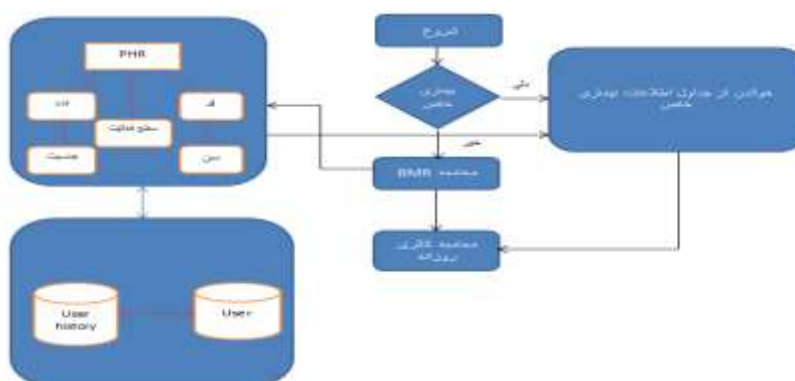 شروع
PHR
بیماری
خاص
بلی
خواندن از جداول اطلاعات بیماری
خاص
قد
سطح فعالیت
جنسیت
سن
خیر
محاسبه BMR
محاسبه کالری
روزانه
User
history
User